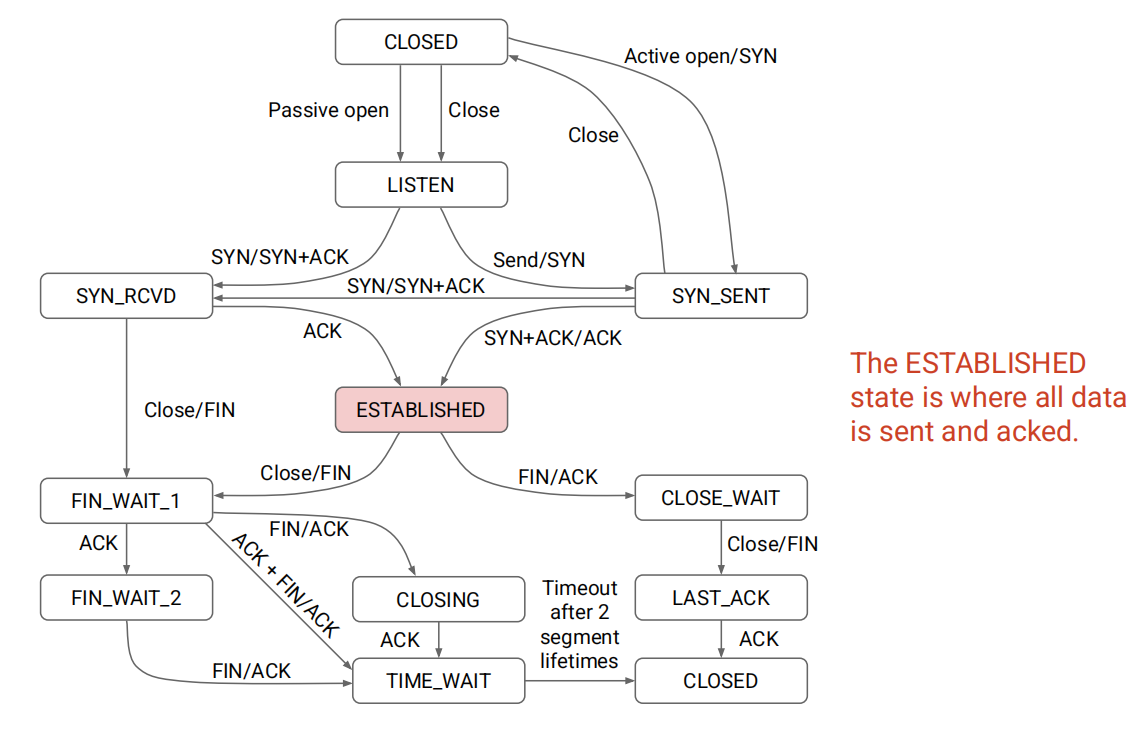 CLOSED
Active open/SYN
Passive open
Close
Close
LISTEN
SYN/SYN+ACK
Send/SYN
SYN_RCVD
SYN/SYN+ACK
SYN_SENT
ACK
SYN+ACK/ACK
The ESTABLISHED
state is where all data
is sent and acked.
ESTABLISHED
Close/FIN
Close/FIN
FIN/ACK
FIN_WAIT_1
CLOSE_WAIT
FIN/ACK
ACK
ACK + FIN/ACK
Close/FIN
FIN_WAIT_2
CLOSING
Timeout
after 2
segment
lifetimes
LAST_ACK
ACK
ACK
FIN/ACK
TIME_WAIT
CLOSED